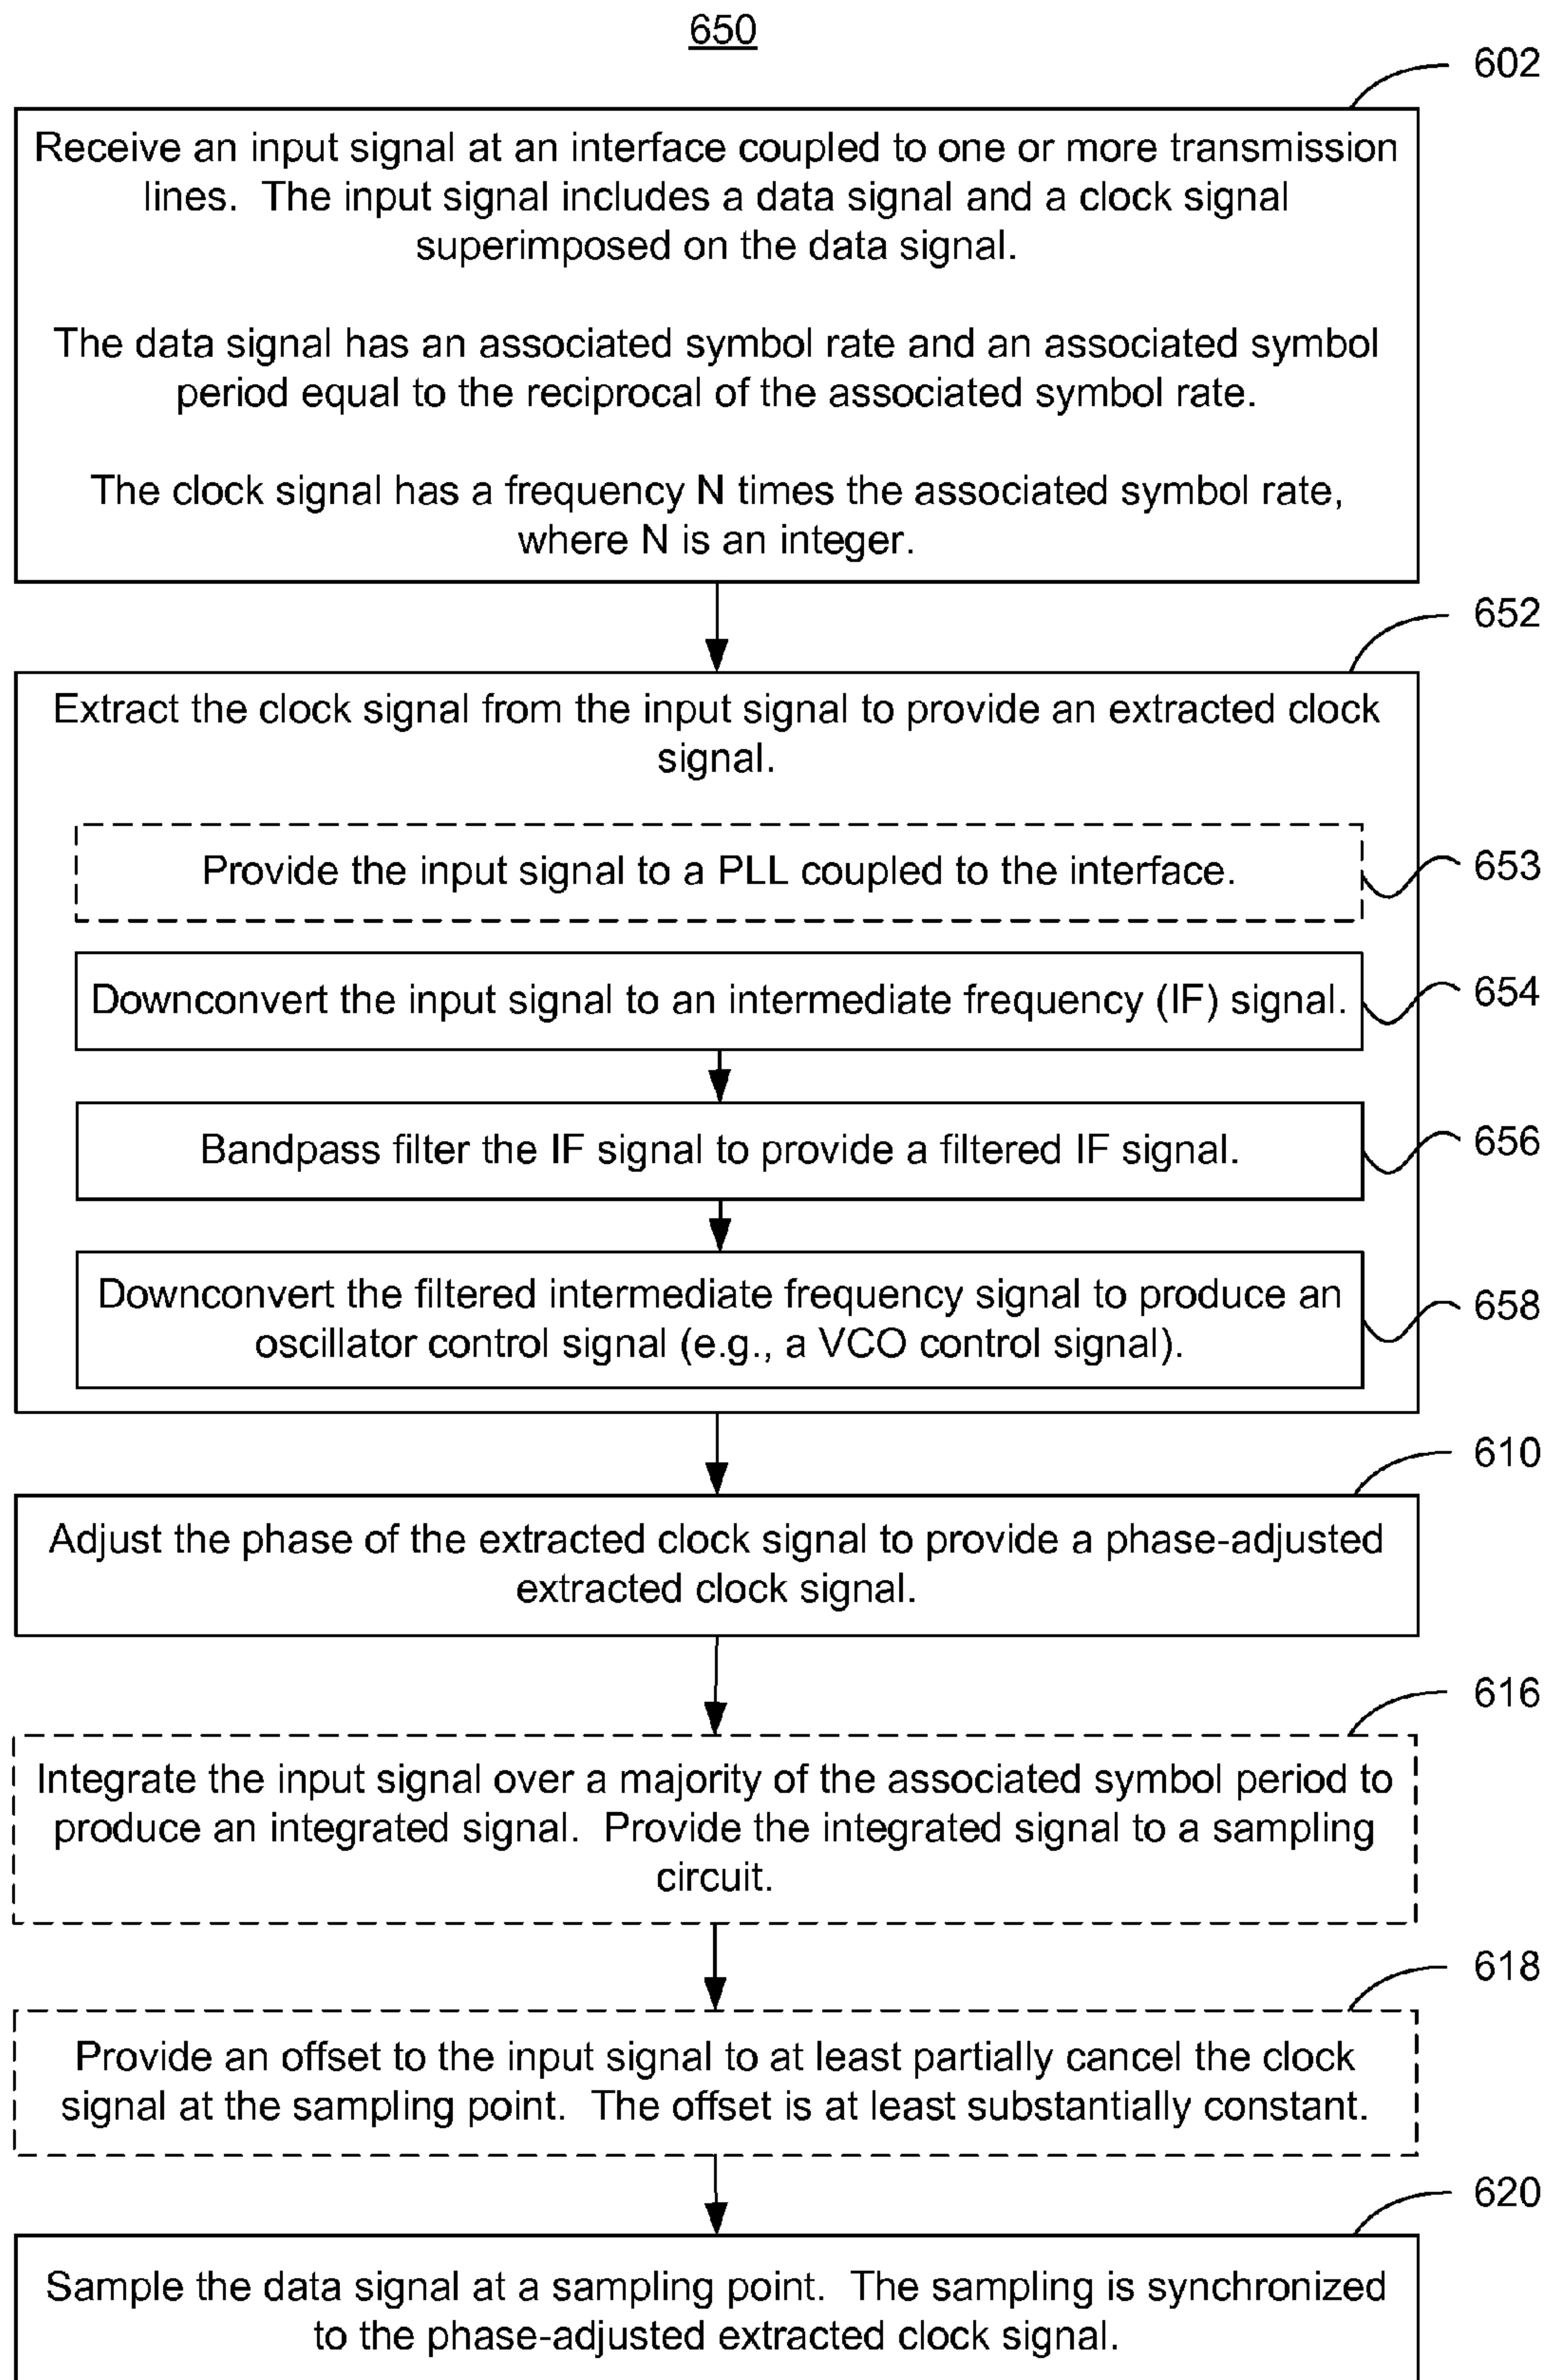 650
602
Receive an input signal at an interface coupled to one or more transmission
lines. The input signal includes a data signal and a clock signal
superimposed on the data signal.
The data signal has an associated symbol rate and an associated symbol
period equal to the reciprocal of the associated symbol rate.
The clock signal has a frequency N times the associated symbol rate,
where N is an integer.
652
Extract the clock signal from the input signal to provide an extracted clock
signal.
Provide the input signal to a PLL coupled to the interface.
653
Downconvert the input signal to an intermediate frequency (IF) signal.
654
Bandpass filter the IF signal to provide a filtered IF signal.
656
Downconvert the filtered intermediate frequency signal to produce an
oscillator control signal (e.g., a VCO control signal).
658
610
Adjust the phase of the extracted clock signal to provide a phase-adjusted
extracted clock signal.
616
Integrate the input signal over a majority of the associated symbol period to
produce an integrated signal. Provide the integrated signal to a sampling
circuit.
618
Provide an offset to the input signal to at least partially cancel the clock
signal at the sampling point. The offset is at least substantially constant.
620
Sample the data signal at a sampling point. The sampling is synchronized
to the phase-adjusted extracted clock signal.